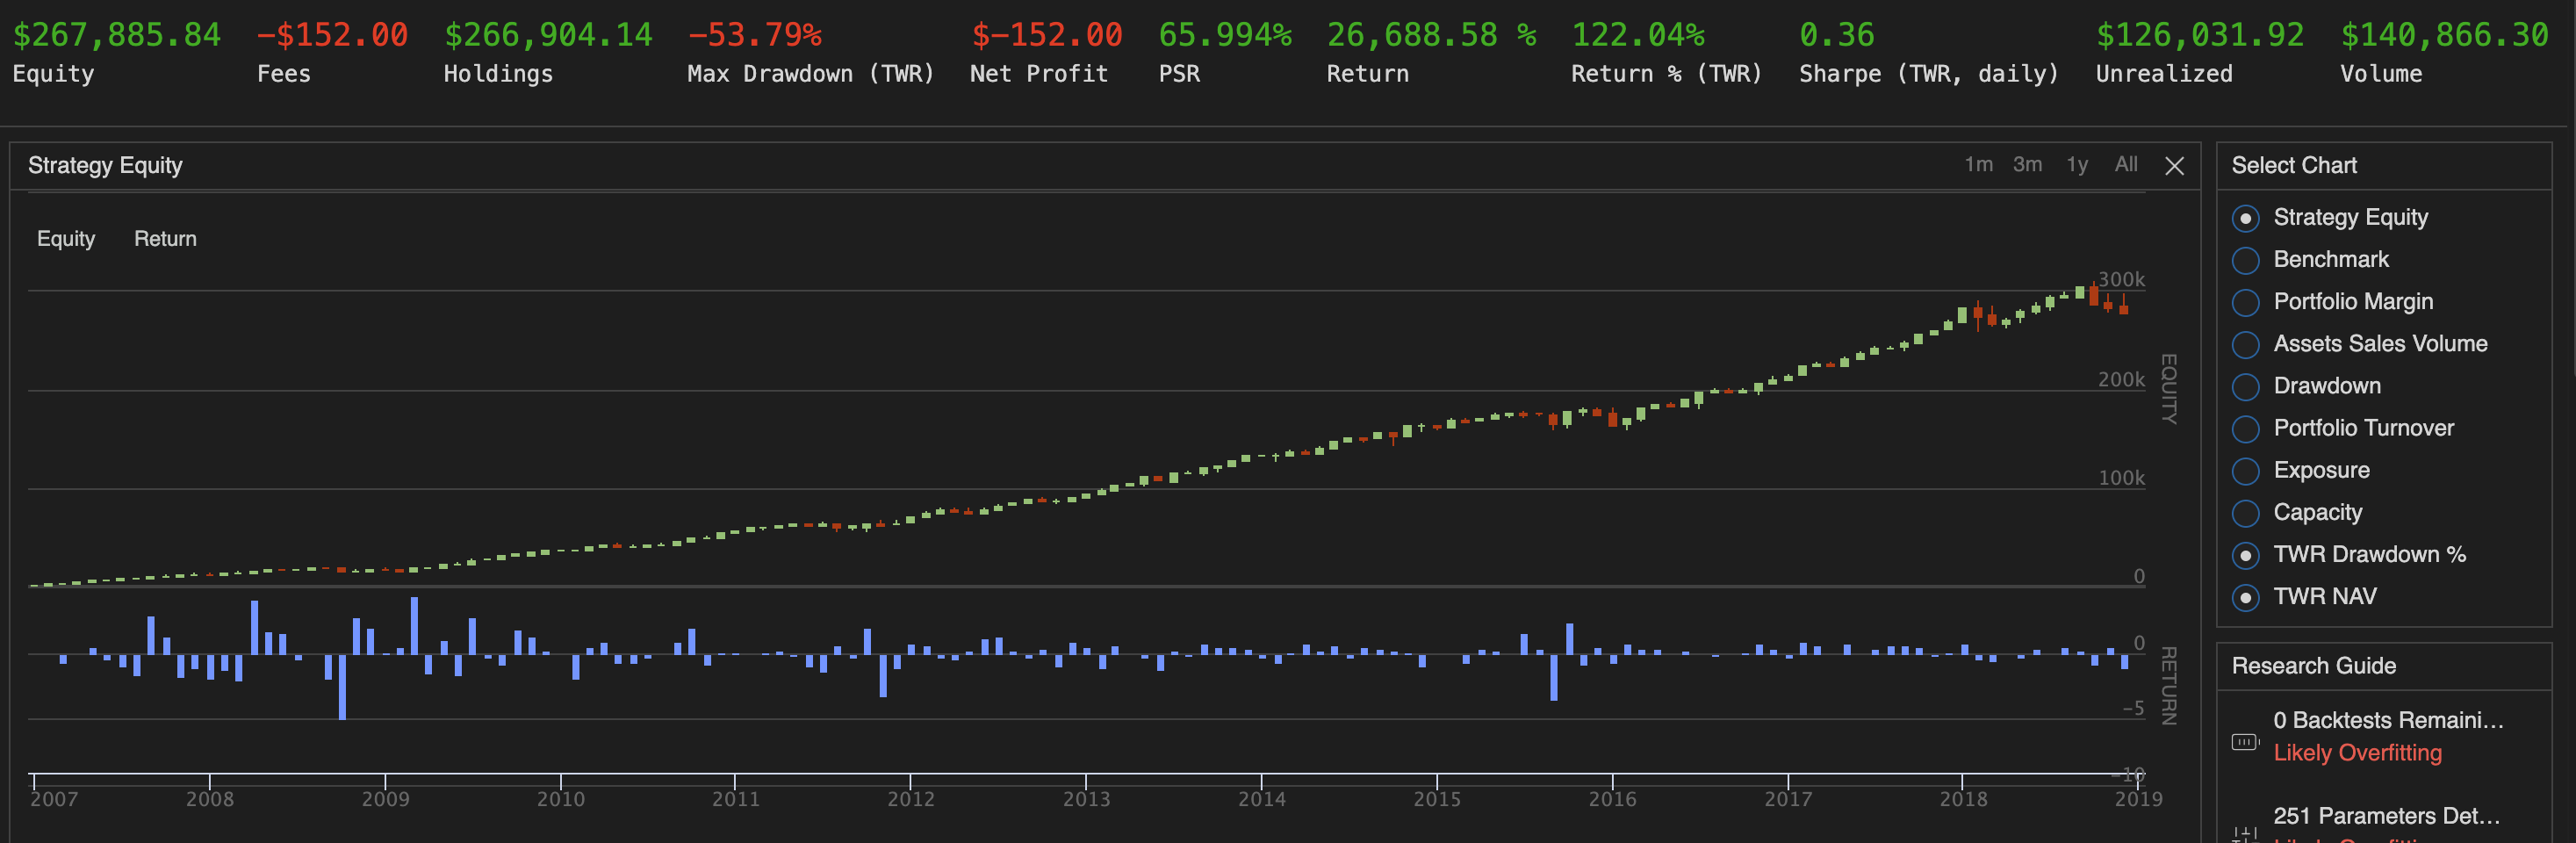 $267,885.84 -$152.00 $266,904.14 -53.79% $-152.00 65.994% 26,688.58 % 122.04% 0.36 $126,031.92 $140,866.30
Equity Fees Holdings Max Drawdown (TWR) Net Profit PSR Return Return % (TWR) Sharpe (TWR, daily) Unrealized Volume
Strategy Equity
1m 3m 1y All
Equity Return
300k
200k
100k
0
EQUITY
0
-5
-10
RETURN
2007 2008 2009 2010 2011 2012 2013 2014 2015 2016 2017 2018 2019
Select Chart
Strategy Equity
Benchmark
Portfolio Margin
Assets Sales Volume
Drawdown
Portfolio Turnover
Exposure
Capacity
TWR Drawdown %
TWR NAV
Research Guide
0 Backtests Remaini...
Likely Overfitting
251 Parameters Det...